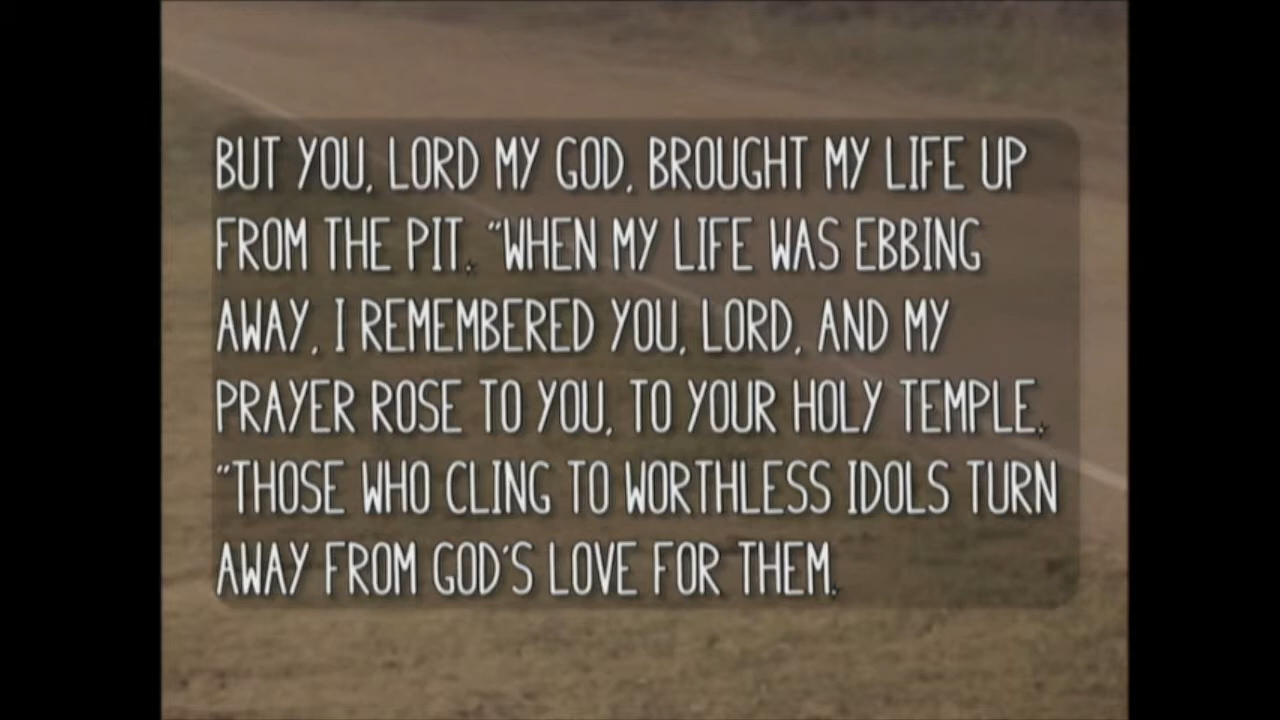 BUT YOU, LORD MY GOD, BROUGHT MY LIFE UP
FROM THE PIT. "WHEN MY LIFE WAS EBBING
AWAY, I REMEMBERED YOU, LORD, AND MY
PRAYER ROSE TO YOU, TO YOUR HOLY TEMPLE.
"THOSE WHO CLING TO WORTHLESS IDOLS TURN
AWAY FROM GOD'S LOVE FOR THEM.